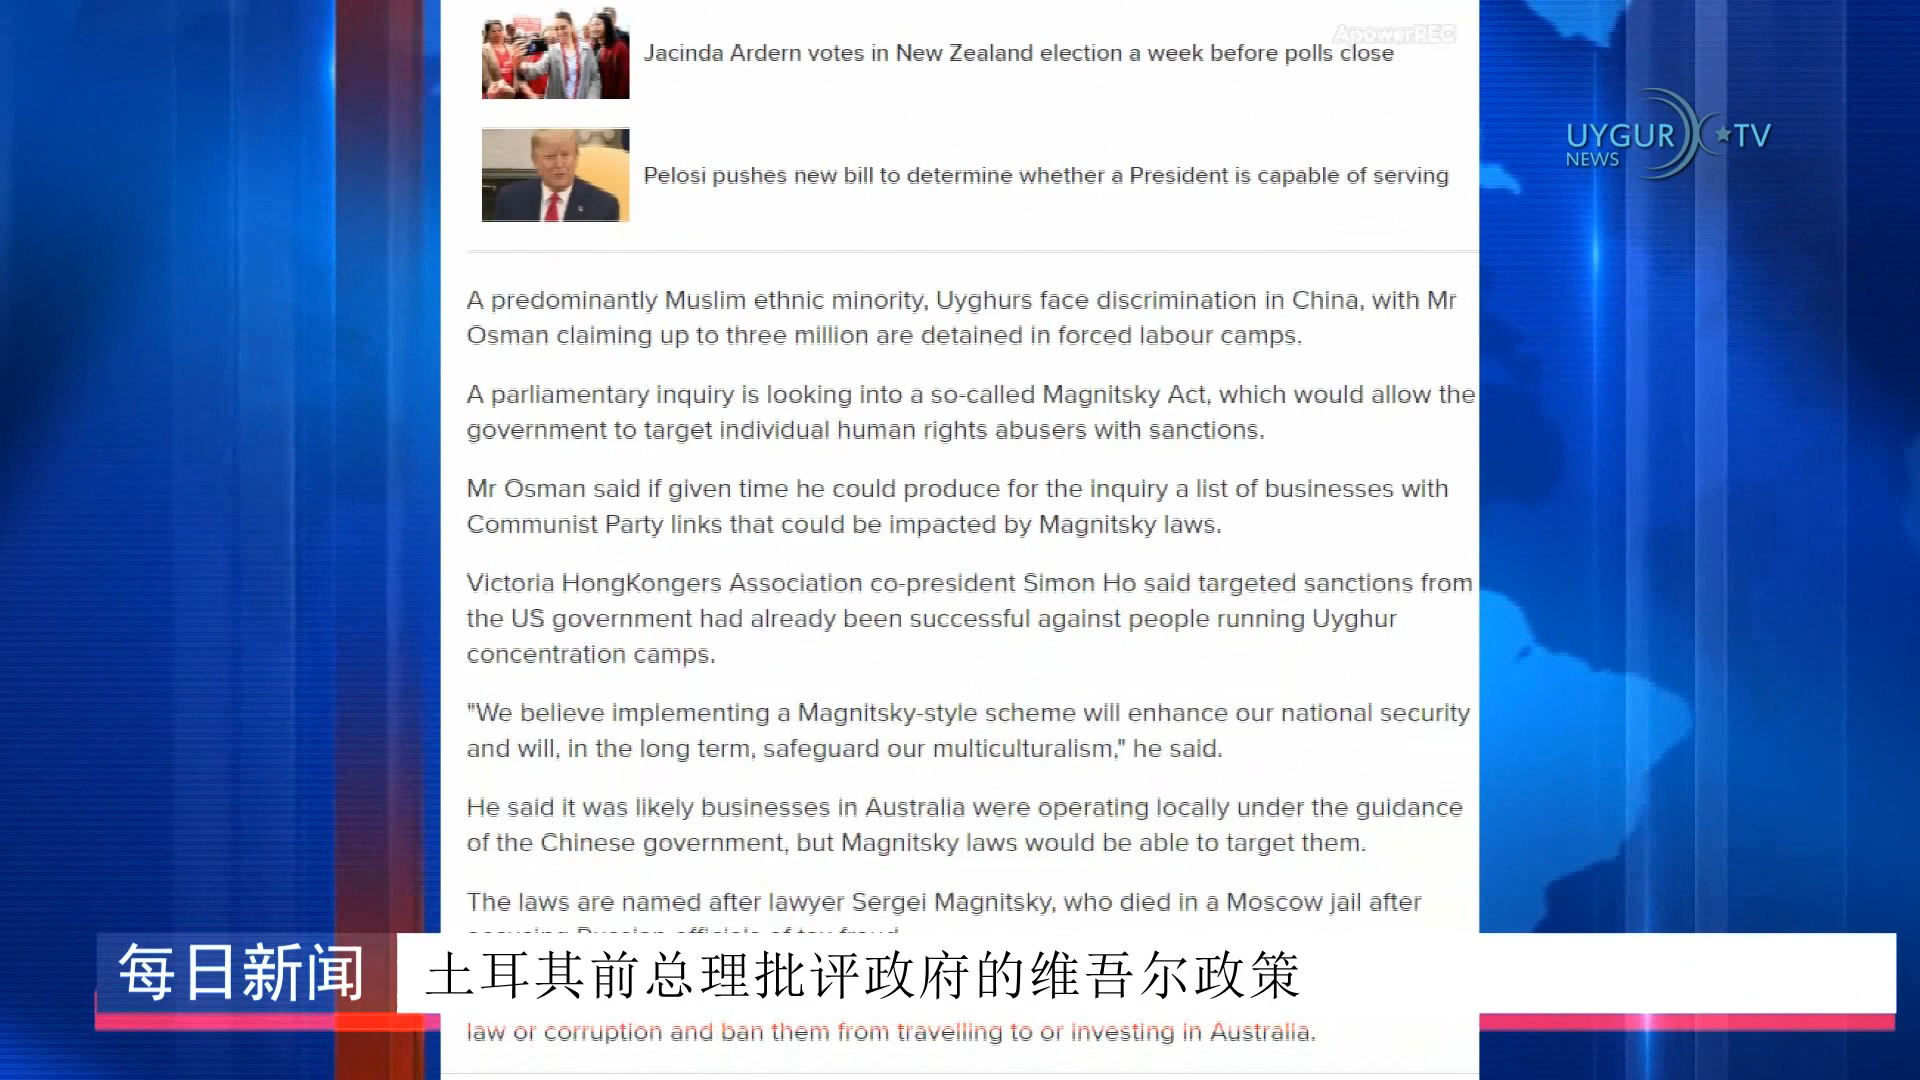 ApowerREC
Jacinda Ardern votes in New Zealand election a week before polls close
UYGUR TV
NEWS
Pelosi pushes new bill to determine whether a President is capable of serving
A predominantly Muslim ethnic minority, Uyghurs face discrimination in China, with Mr
Osman claiming up to three million are detained in forced labour camps.
A parliamentary inquiry is looking into a so-called Magnitsky Act, which would allow the
government to target individual human rights abusers with sanctions.
Mr Osman said if given time he could produce for the inquiry a list of businesses with
Communist Party links that could be impacted by Magnitsky laws.
Victoria HongKongers Association co-president Simon Ho said targeted sanctions from
the US government had already been successful against people running Uyghur
concentration camps.
"We believe implementing a Magnitsky-style scheme will enhance our national security
and will, in the long term, safeguard our multiculturalism," he said.
He said it was likely businesses in Australia were operating locally under the guidance
of the Chinese government, but Magnitsky laws would be able to target them.
The laws are named after lawyer Sergei Magnitsky, who died in a Moscow jail after
accusing Russian officials of tax fraud.
每日新闻
土耳其前总理批评政府的维吾尔政策
law or corruption and ban them from travelling to or investing in Australia.